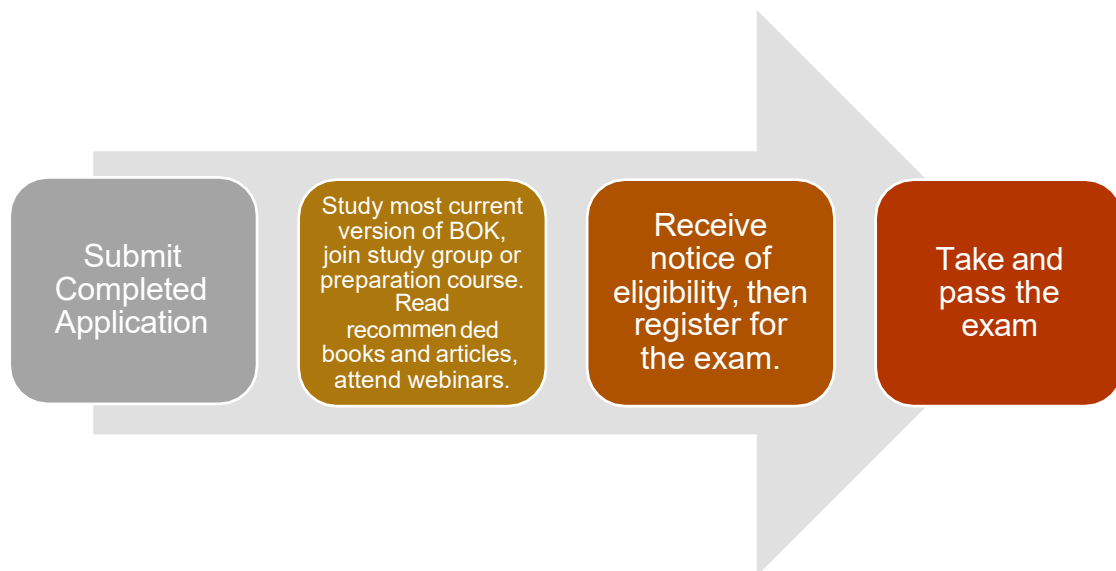 Submit
Completed
Application
Study most current
version of BOK,
join study group or
preparation course.
Read
recommended
books and articles,
attend webinars.
Receive
notice of
eligibility, then
register for
the exam.
Take and
pass the
exam